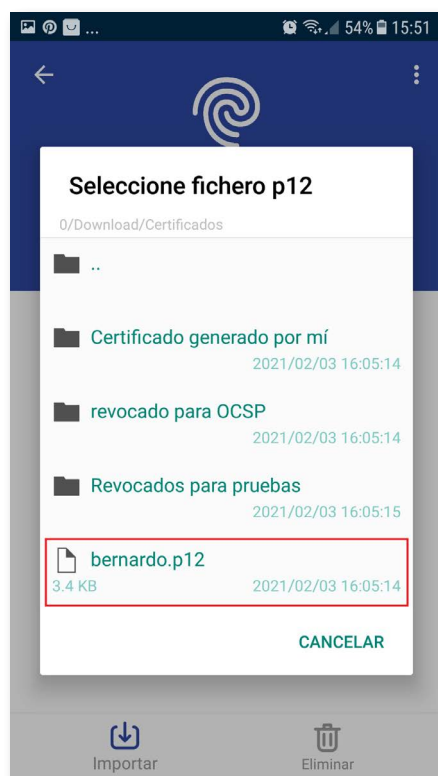 ... 54% 15:51
Seleccione fichero p12
0/Download/Certificados
..
Certificado generado por mí
2021/02/03 16:05:14
revocado para OCSP
2021/02/03 16:05:14
Revocados para pruebas
2021/02/03 16:05:15
bernardo.p12
3.4 KB 2021/02/03 16:05:14
CANCELAR
Importar Eliminar